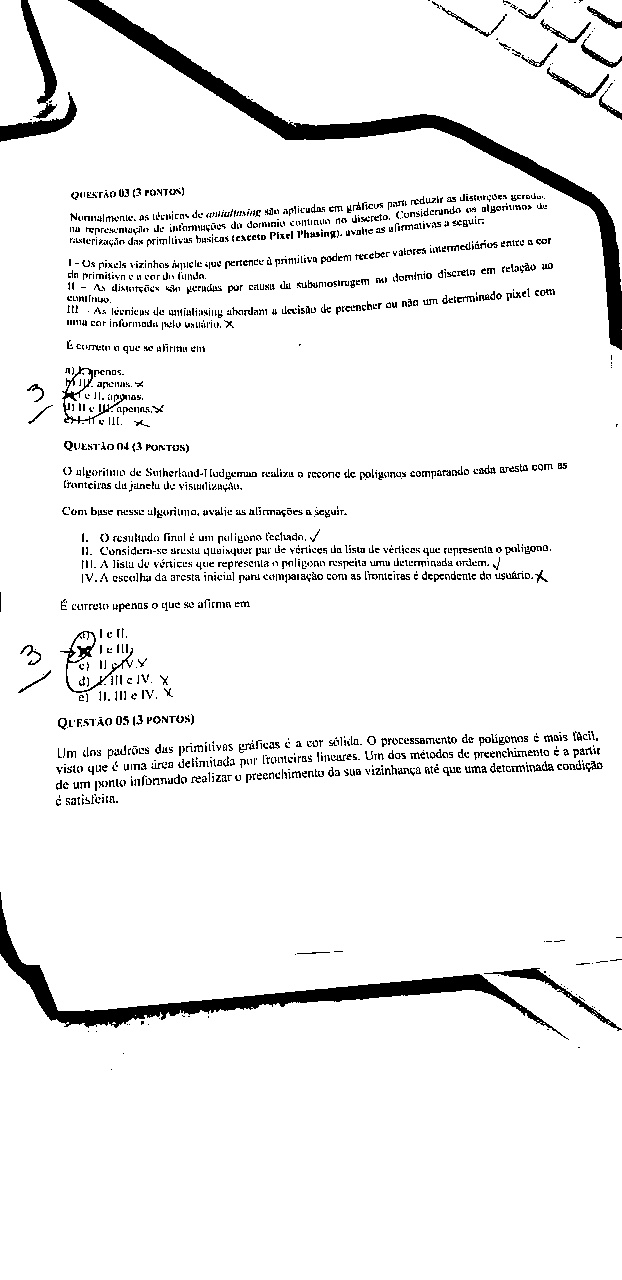 QUESTÃO 03 (3 PONTOS)
Normalmente, as técnicas de antialiasing são aplicadas em gráficos para reduzir as distorções geradas
na representação de informações do domínio contínuo no discreto. Considerando os algoritmos de
rasterização das primitivas básicas (exceto Pixel Phasing), avalie as afirmativas a seguir:
I - Os pixels vizinhos àquele que pertence à primitiva podem receber valores intermediários entre a cor
da primitiva e a cor do fundo.
II – As distorções são geradas por causa da subamostragem no domínio discreto em relação ao
contínuo.
III - As técnicas de antialiasing abordam a decisão de preencher ou não um determinado pixel com
uma cor informada pelo usuário. X
É correto o que se afirma em
a) I, apenas.
b) III, apenas. X
I e II, apenas.
3
d) II e III, apenas. X
e) I, II e III. X
QUESTÃO 04 (3 PONTOS)
O algoritmo de Sutherland-Hodgeman realiza o recorte de polígonos comparando cada aresta com as
fronteiras da janela de visualização.
Com base nesse algoritmo, avalie as afirmações a seguir.
I. O resultado final é um polígono fechado. ✓
II. Considera-se aresta quaisquer par de vértices da lista de vértices que representa o polígono.
III. A lista de vértices que representa o polígono respeita uma determinada ordem. ✓
IV. A escolha da aresta inicial para comparação com as fronteiras é dependente do usuário. X
É correto apenas o que se afirma em
a) I e II.
3
I e III.
c) II e IV. X
d) I, III e IV. X
e) II, III e IV. X
QUESTÃO 05 (3 PONTOS)
Um dos padrões das primitivas gráficas é a cor sólida. O processamento de polígonos é mais fácil,
visto que é uma área delimitada por fronteiras lineares. Um dos métodos de preenchimento é a partir
de um ponto informado realizar o preenchimento da sua vizinhança até que uma determinada condição
é satisfeita.